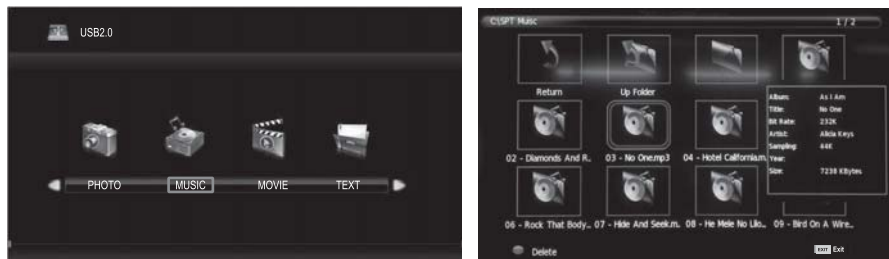 USB2.0
PHOTO MUSIC MOVIE TEXT
C:\SPT Music 1 / 2
Return Up Folder
Album: As I Am
Title: No One
Bit Rate: 232K
Artist: Alicia Keys
Sampling: 44K
Year:
Size: 7238 KBytes
02 - Diamonds And R.. 03 - No One.mp3 04 - Hotel California.m
06 - Rock That Body.. 07 - Hide And Seek.m.. 08 - He Mele No Lilo.. 09 - Bird On A Wire..
Delete EXIT Exit